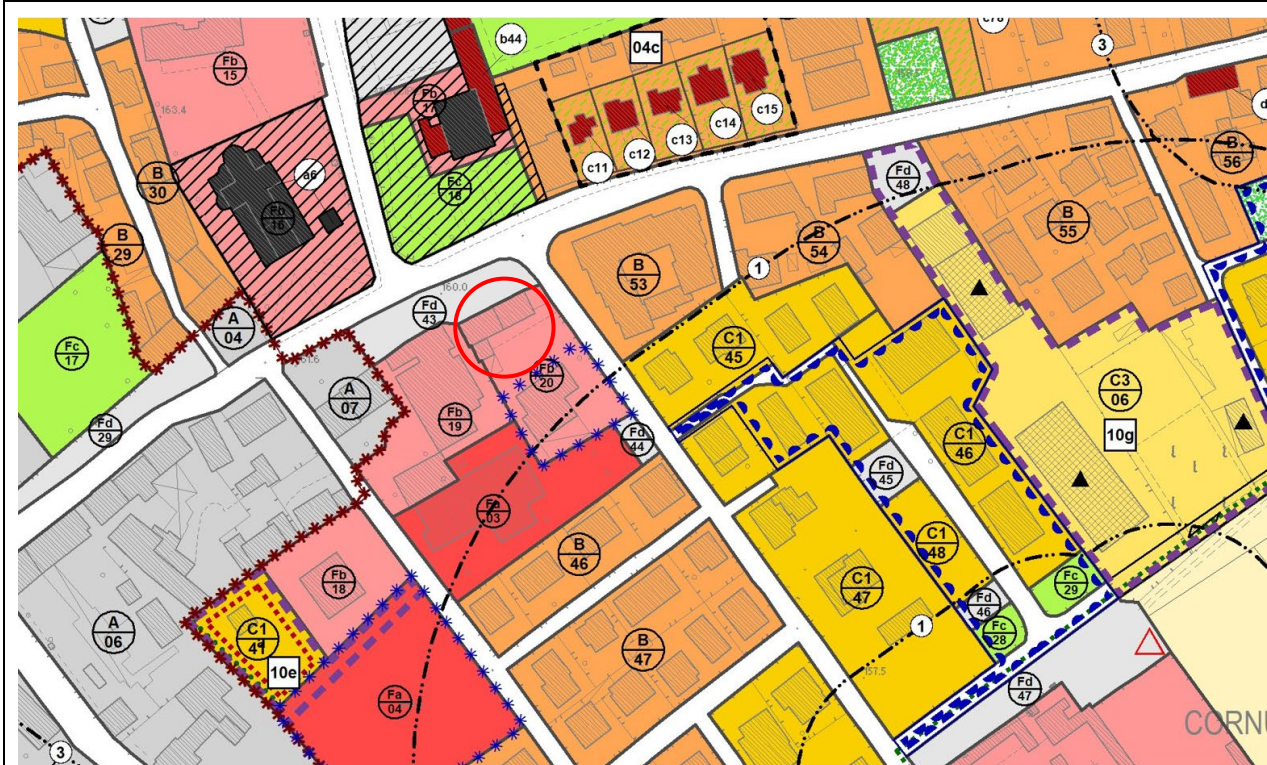 b44
c78
04c
3
Fb
15
163.4
Fb
17
c15
c14
c13
c12
c11
B
56
B
30
a6
Fb
16
Fc
18
Fd
48
B
55
B
29
B
54
B
53
1
160.0
Fd
43
A
04
Fc
17
Fd
29
A
07
Fb
19
Fb
20
C1
45
C3
06
10g
Fd
44
C1
46
Fd
45
Fa
03
B
46
C1
48
C1
47
Fb
18
Fc
29
Fd
46
Fc
28
A
06
C1
41
10e
B
47
1
157.5
Fd
47
Fa
04
CORNU
3